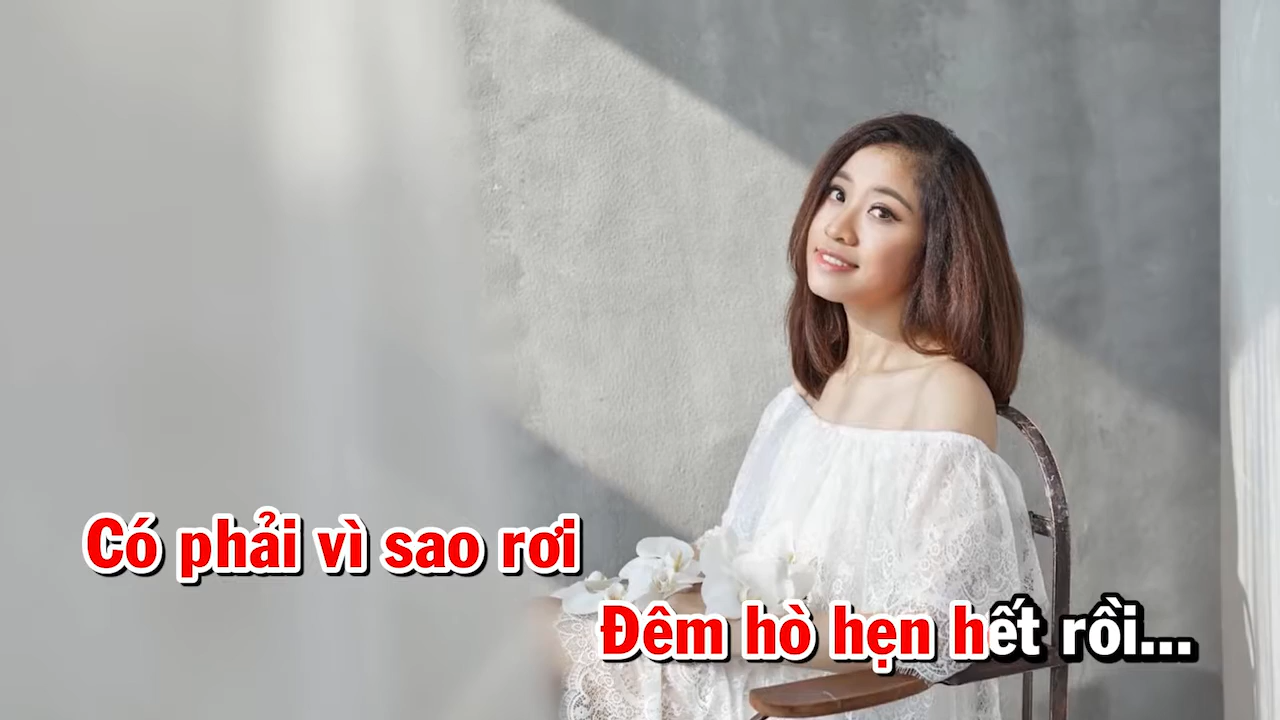 Có phải vì sao rơi
Đêm hò hẹn hết rồi...